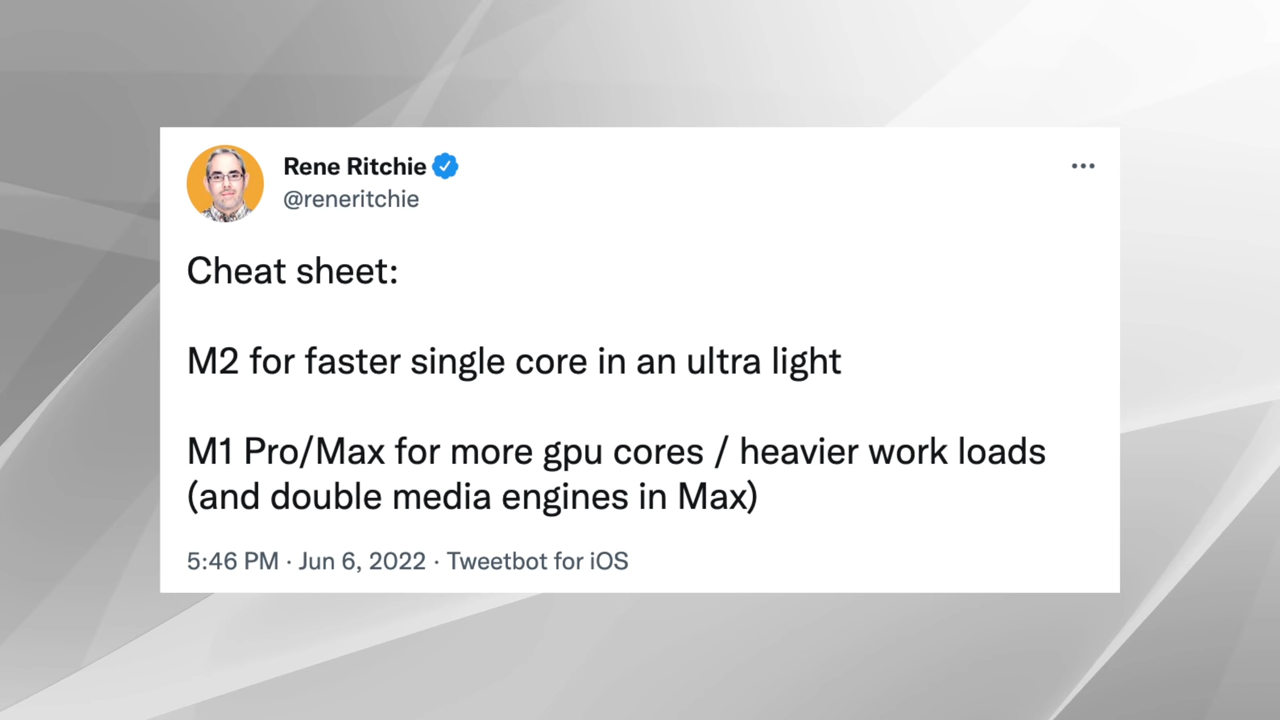 Rene Ritchie
@reneritchie
Cheat sheet:
M2 for faster single core in an ultra light
M1 Pro/Max for more gpu cores / heavier work loads
(and double media engines in Max)
5:46 PM · Jun 6, 2022 · Tweetbot for iOS